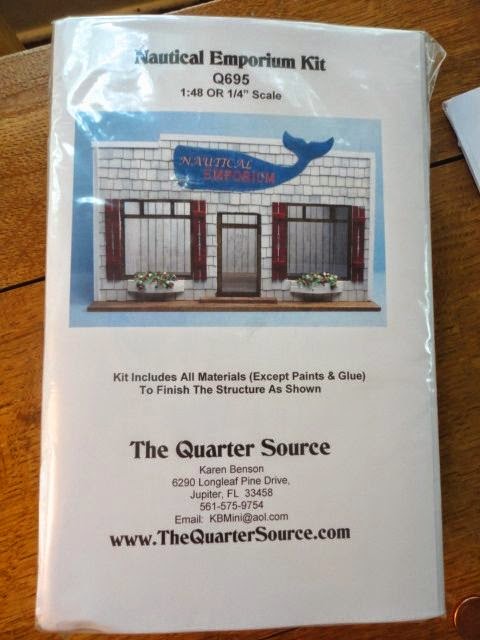 Nautical Emporium Kit
Q695
1:48 OR 1/4" Scale
NAUTICAL
EMPORIUM
Kit Includes All Materials (Except Paints & Glue)
To Finish The Structure As Shown
The Quarter Source
Karen Benson
6290 Longleaf Pine Drive,
Jupiter, FL  33458
561-575-9754
Email:  KBMini@aol.com
www.TheQuarterSource.com